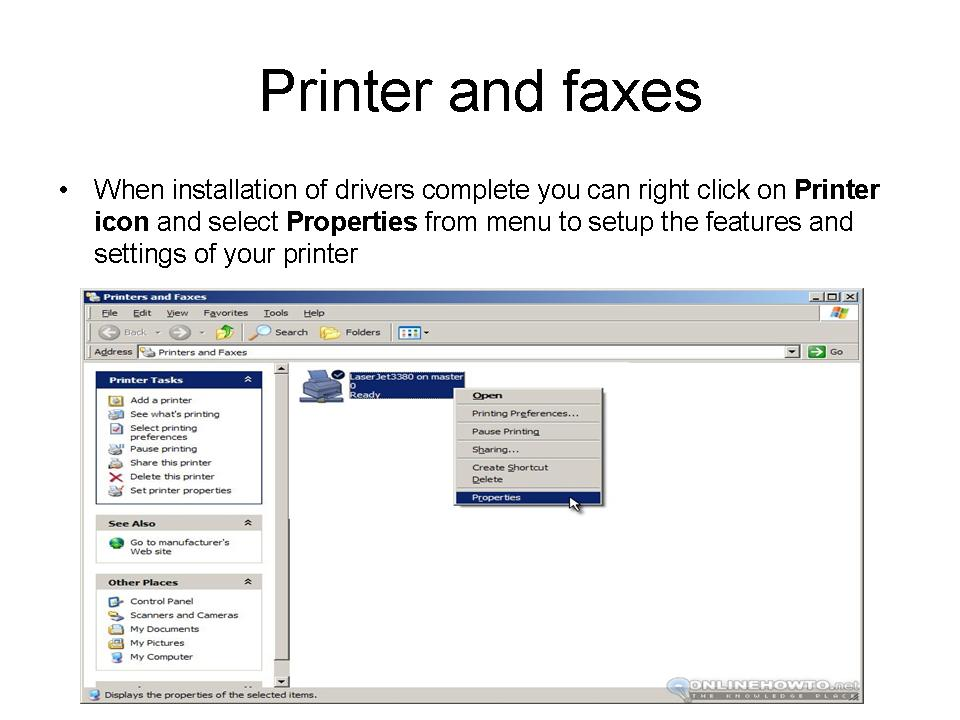 Printer and faxes
• When installation of drivers complete you can right click on Printer
icon and select Properties from menu to setup the features and
settings of your printer
Printers and Faxes
File Edit View Favorites Tools Help
Back Search Folders
Address Printers and Faxes Go
Printer Tasks
Add a printer
See what's printing
Select printing
preferences
Pause printing
Share this printer
Delete this printer
Set printer properties
See Also
Go to manufacturer's
Web site
Other Places
Control Panel
Scanners and Cameras
My Documents
My Pictures
My Computer
LaserJet3380 on master
0
Ready
Open
Printing Preferences...
Pause Printing
Sharing...
Create Shortcut
Delete
Properties
Displays the properties of the selected items.
ONLINEHOWTO.net
THE KNOWLEDGE PLACE